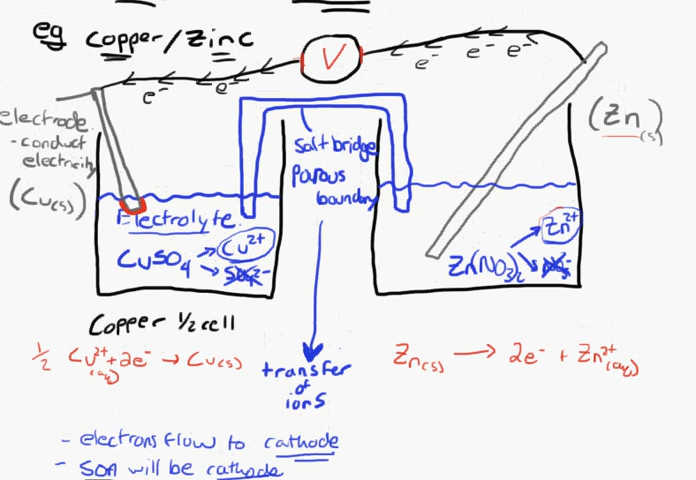 eg copper/Zinc
V
e⁻ e⁻ e⁻
e⁻ e⁻
electrode
- conduct
electricity
(Cu(s))
(Zn(s))
Salt bridge
Porous
boundary
Electrolyte.
CuSO₄ → Cu²⁺
↘ SO₄²⁻
Zn²⁺
Zn(NO₃)₂ ↘ NO₃⁻
Copper ½ cell
½ Cu²⁺(aq) + 2e⁻ → Cu(s)
transfer
of
ions
Zn(s) → 2e⁻ + Zn²⁺(aq)
- electrons flow to cathode
- SOA will be cathode